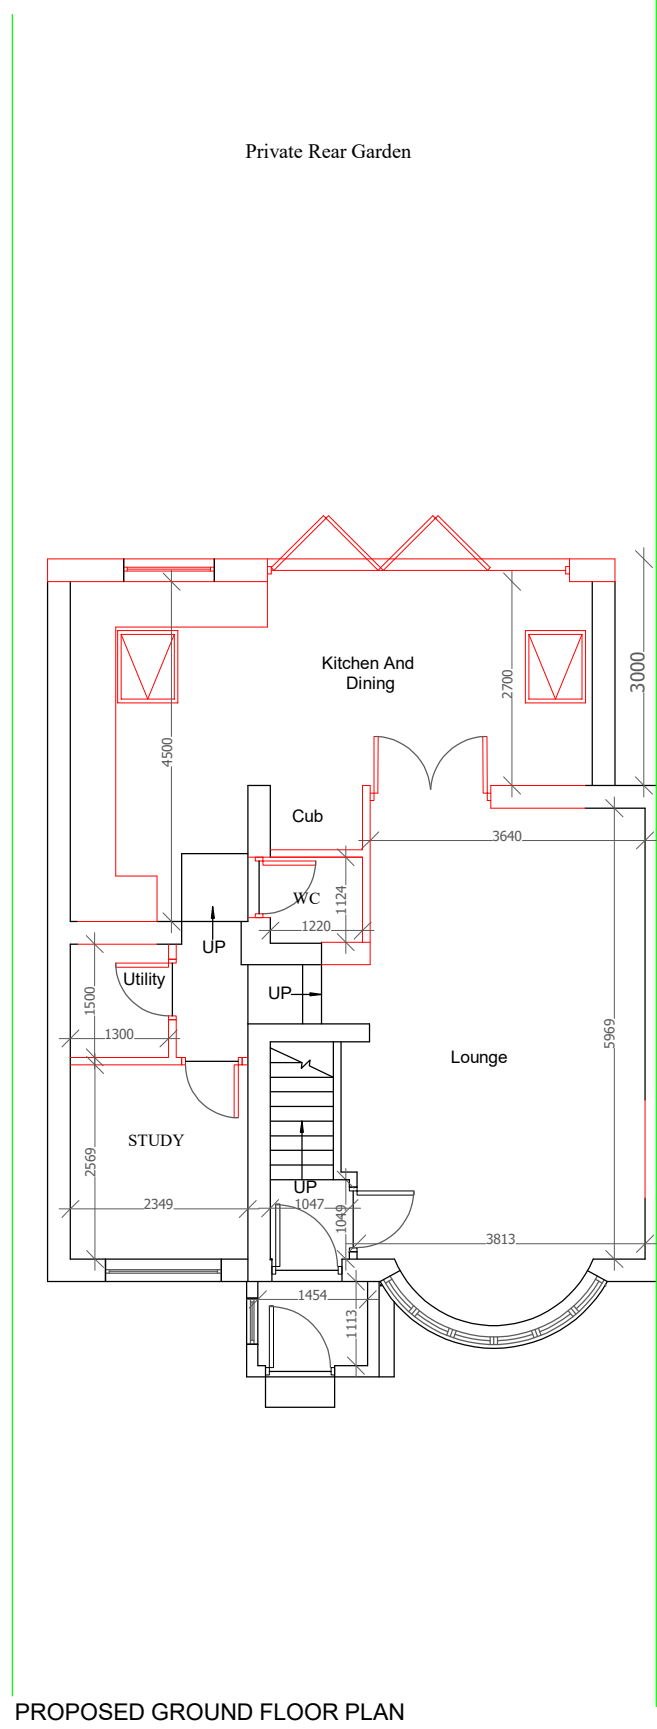 Private Rear Garden
Kitchen And
Dining
2700
3000
4500
Cub
3640
WC
1124
1220
UP
Utility
UP
1500
1300
5969
Lounge
STUDY
2569
UP
2349
1047
1049
3813
1454
1113
PROPOSED GROUND FLOOR PLAN